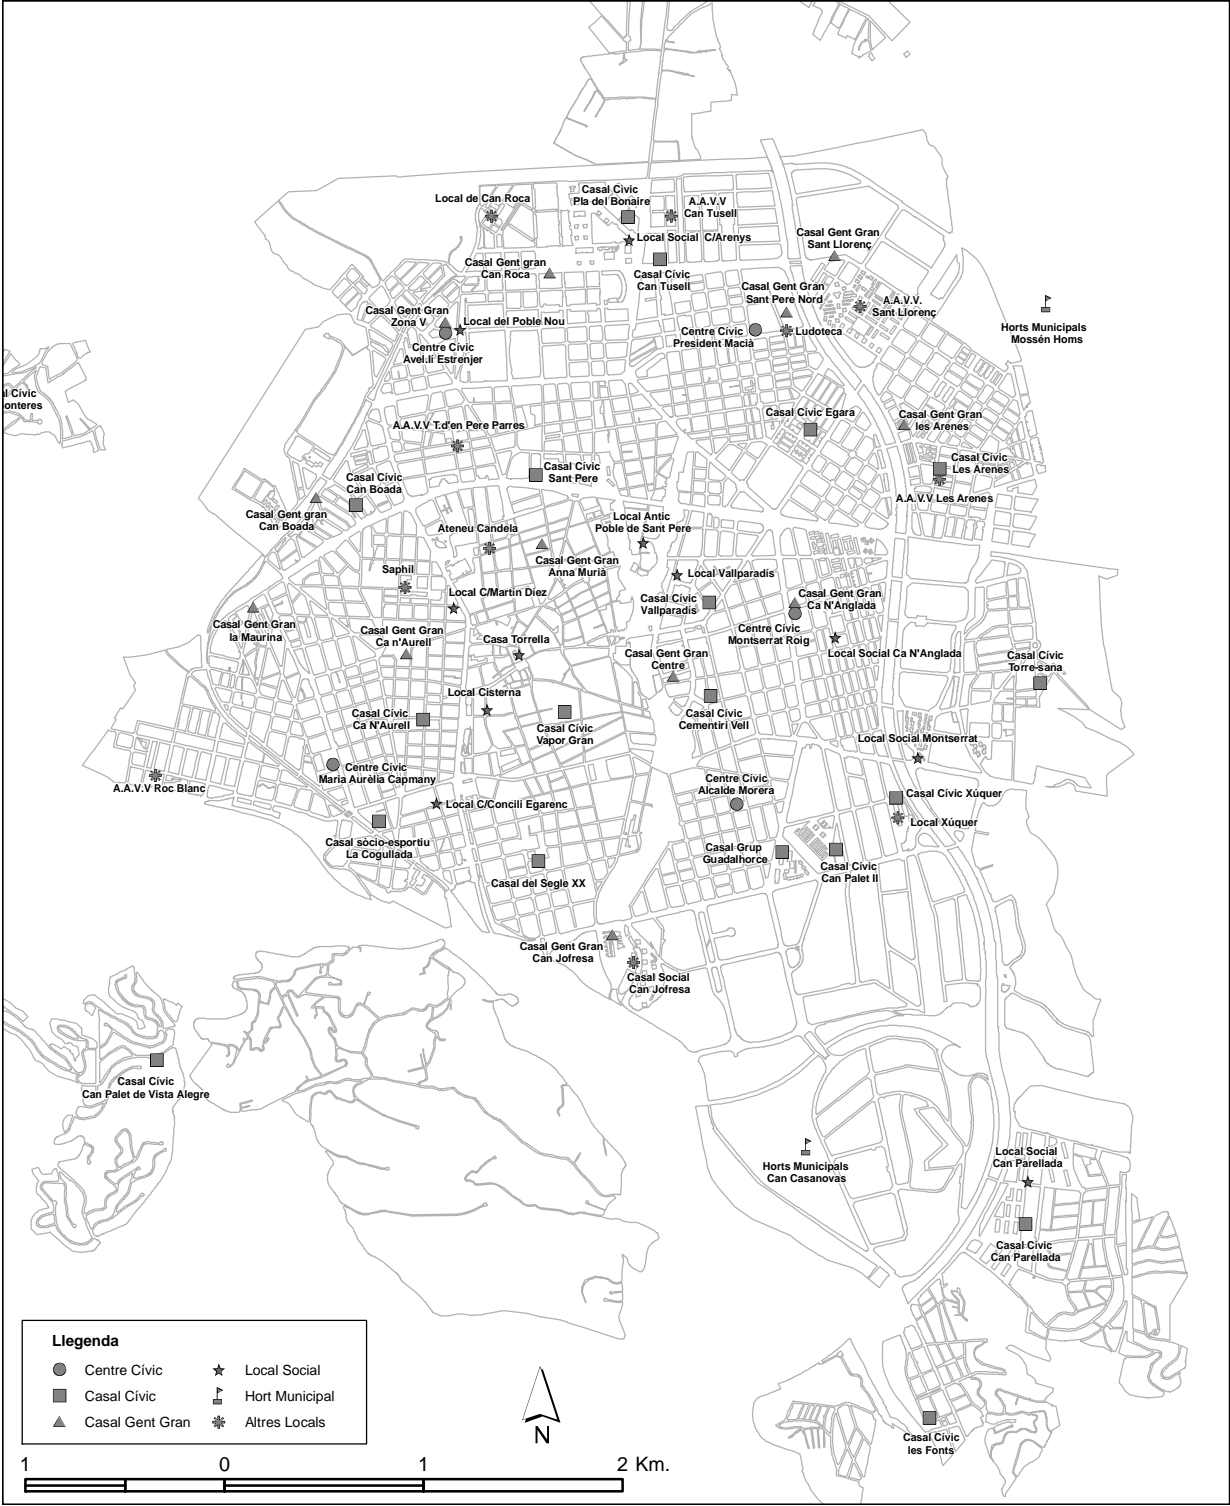 Local de Can Roca
Casal Cívic
Pla del Bonaire
A.A.V.V
Can Tusell
Local Social C/Arenys
Casal Gent Gran
Sant Llorenç
Casal Gent gran
Can Roca
Casal Cívic
Can Tusell
Casal Gent Gran
Sant Pere Nord
A.A.V.V.
Sant Llorenç
Casal Gent Gran
Zona V
Local del Poble Nou
Centre Cívic
President Macià
Ludoteca
Horts Municipals
Mossén Homs
Centre Cívic
Avel.li Estrenjer
al Cívic
onteres
Casal Cívic Egara
Casal Gent Gran
les Arenes
A.A.V.V T.d'en Pere Parres
Casal Cívic
Sant Pere
Casal Cívic
Les Arenes
Casal Cívic
Can Boada
A.A.V.V Les Arenes
Casal Gent gran
Can Boada
Ateneu Candela
Local Antic
Poble de Sant Pere
Casal Gent Gran
Anna Murià
Saphil
Local Vallparadís
Local C/Martín Díez
Casal Cívic
Vallparadís
Casal Gent Gran
Ca N'Anglada
Casal Gent Gran
la Maurina
Casal Gent Gran
Ca n'Aurell
Casa Torrella
Centre Cívic
Montserrat Roig
Casal Gent Gran
Centre
Local Social Ca N'Anglada
Casal Cívic
Torre-sana
Local Cisterna
Casal Cívic
Ca N'Aurell
Casal Cívic
Vapor Gran
Casal Cívic
Cementiri Vell
Local Social Montserrat
Centre Cívic
Maria Aurèlia Capmany
A.A.V.V Roc Blanc
Centre Cívic
Alcalde Morera
Casal Cívic Xúquer
Local C/Concili Egarenc
Local Xúquer
Casal sòcio-esportiu
La Cogullada
Casal Grup
Guadalhorce
Casal Cívic
Can Palet II
Casal del Segle XX
Casal Gent Gran
Can Jofresa
Casal Social
Can Jofresa
Casal Cívic
Can Palet de Vista Alegre
Horts Municipals
Can Casanovas
Local Social
Can Parellada
Casal Cívic
Can Parellada
Casal Cívic
les Fonts
Llegenda
Centre Cívic
Local Social
Casal Cívic
Hort Municipal
Casal Gent Gran
Altres Locals
N
1 0 1 2 Km.